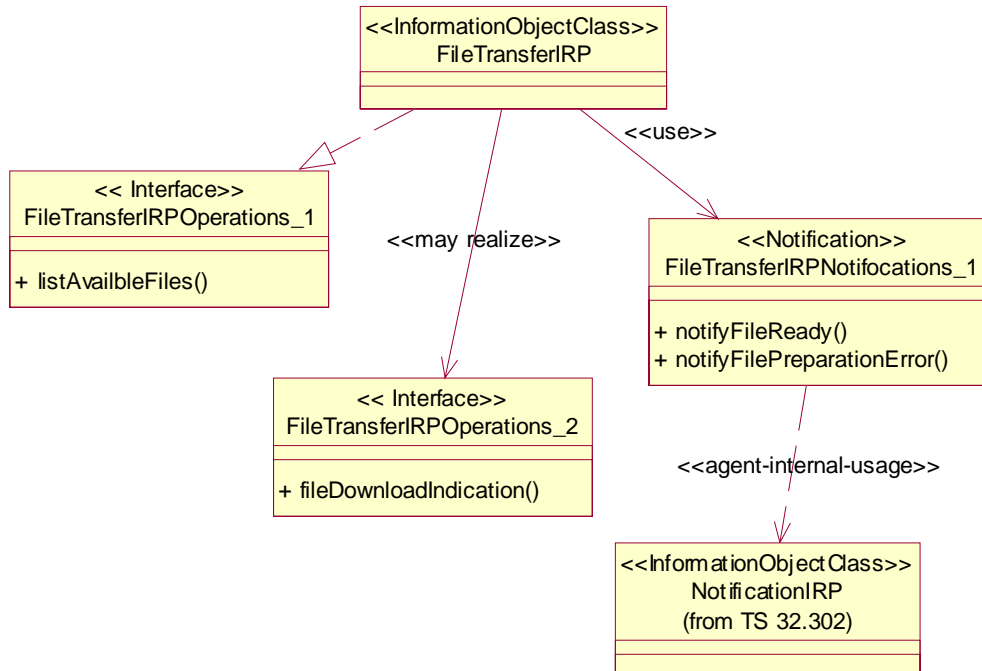 <<InformationObjectClass>>
FileTransferIRP
<<use>>
<< Interface>>
FileTransferIRPOperations_1
+ listAvailbleFiles()
<<may realize>>
<<Notification>>
FileTransferIRPNotifocations_1
+ notifyFileReady()
+ notifyFilePreparationError()
<< Interface>>
FileTransferIRPOperations_2
+ fileDownloadIndication()
<<agent-internal-usage>>
<<InformationObjectClass>>
NotificationIRP
(from TS 32.302)